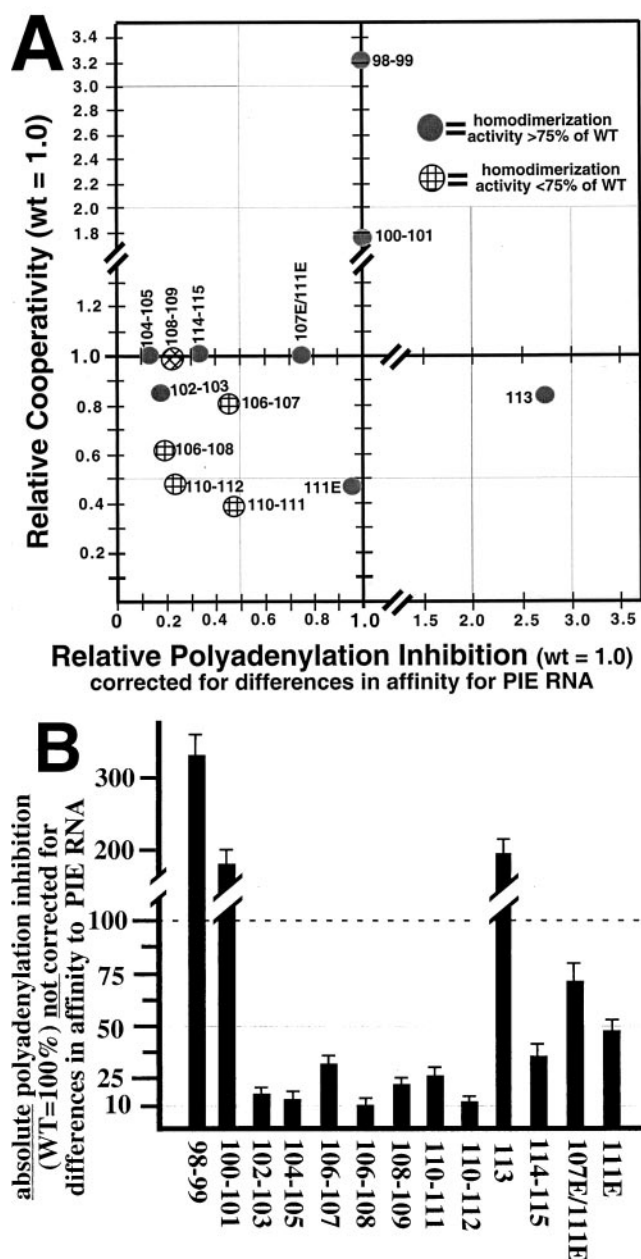 A
Relative Cooperativity (wt = 1.0)
3.4
3.2
3.0
2.8
2.6
2.4
2.2
2.0
1.8
1.2
1.0
0.8
0.6
0.4
0.2
98-99
= homodimerization
activity >75% of WT
= homodimerization
activity <75% of WT
100-101
104-105
108-109
114-115
107E/111E
102-103
106-107
113
106-108
110-112
111E
110-111
0 0.2 0.4 0.6 0.8 1.0 1.5 2.0 2.5 3.0 3.5
Relative Polyadenylation Inhibition (wt = 1.0)
corrected for differences in affinity for PIE RNA
B
absolute polyadenylation inhibition
(WT=100%) not corrected for
differences in affinity to PIE RNA
300
200
100
75
50
25
10
98-99
100-101
102-103
104-105
106-107
106-108
108-109
110-111
110-112
113
114-115
107E/111E
111E